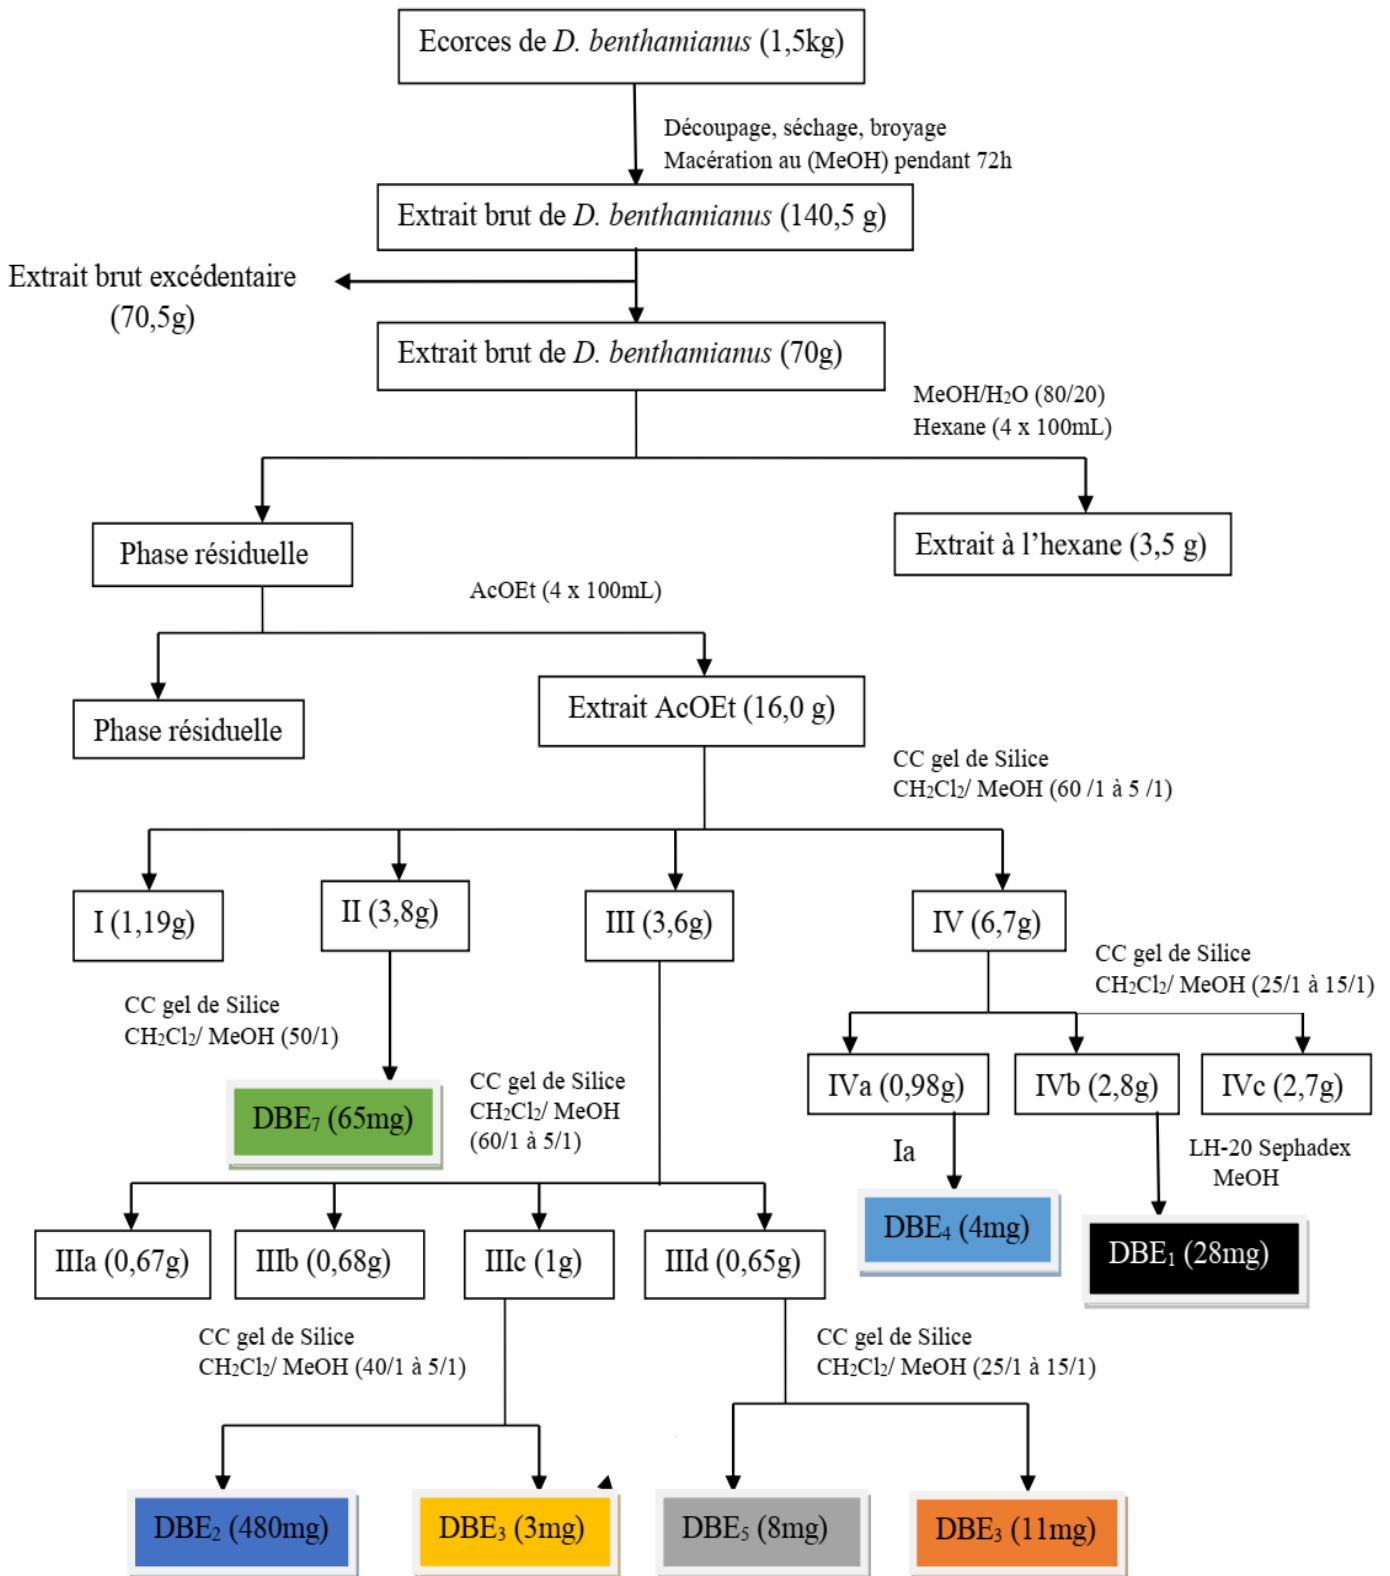 Ecorces de D. benthamianus (1,5kg)
Découpage, séchage, broyage
Macération au (MeOH) pendant 72h
Extrait brut de D. benthamianus (140,5 g)
Extrait brut excédentaire
(70,5g)
Extrait brut de D. benthamianus (70g)
MeOH/H₂O (80/20)
Hexane (4 x 100mL)
Phase résiduelle
Extrait à l’hexane (3,5 g)
AcOEt (4 x 100mL)
Phase résiduelle
Extrait AcOEt (16,0 g)
CC gel de Silice
CH₂Cl₂/ MeOH (60 /1 à 5 /1)
I (1,19g)
II (3,8g)
III (3,6g)
IV (6,7g)
CC gel de Silice
CH₂Cl₂/ MeOH (50/1)
CC gel de Silice
CH₂Cl₂/ MeOH (25/1 à 15/1)
DBE₇ (65mg)
CC gel de Silice
CH₂Cl₂/ MeOH
(60/1 à 5/1)
IVa (0,98g)
IVb (2,8g)
IVc (2,7g)
Ia
LH-20 Sephadex
MeOH
DBE₄ (4mg)
DBE₁ (28mg)
IIIa (0,67g)
IIIb (0,68g)
IIIc (1g)
IIId (0,65g)
CC gel de Silice
CH₂Cl₂/ MeOH (40/1 à 5/1)
CC gel de Silice
CH₂Cl₂/ MeOH (25/1 à 15/1)
DBE₂ (480mg)
DBE₃ (3mg)
DBE₅ (8mg)
DBE₃ (11mg)